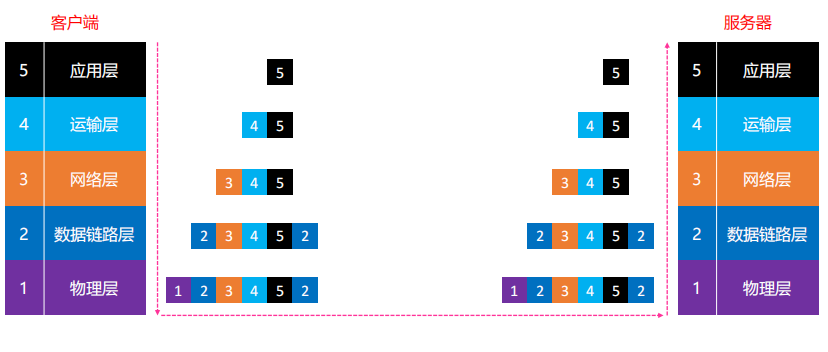 客户端 服务器
5 应用层 5 5 5 应用层
4 运输层 4 5 4 5 4 运输层
3 网络层 3 4 5 3 4 5 3 网络层
2 数据链路层 2 3 4 5 2 2 3 4 5 2 2 数据链路层
1 物理层 1 2 3 4 5 2 1 2 3 4 5 2 1 物理层